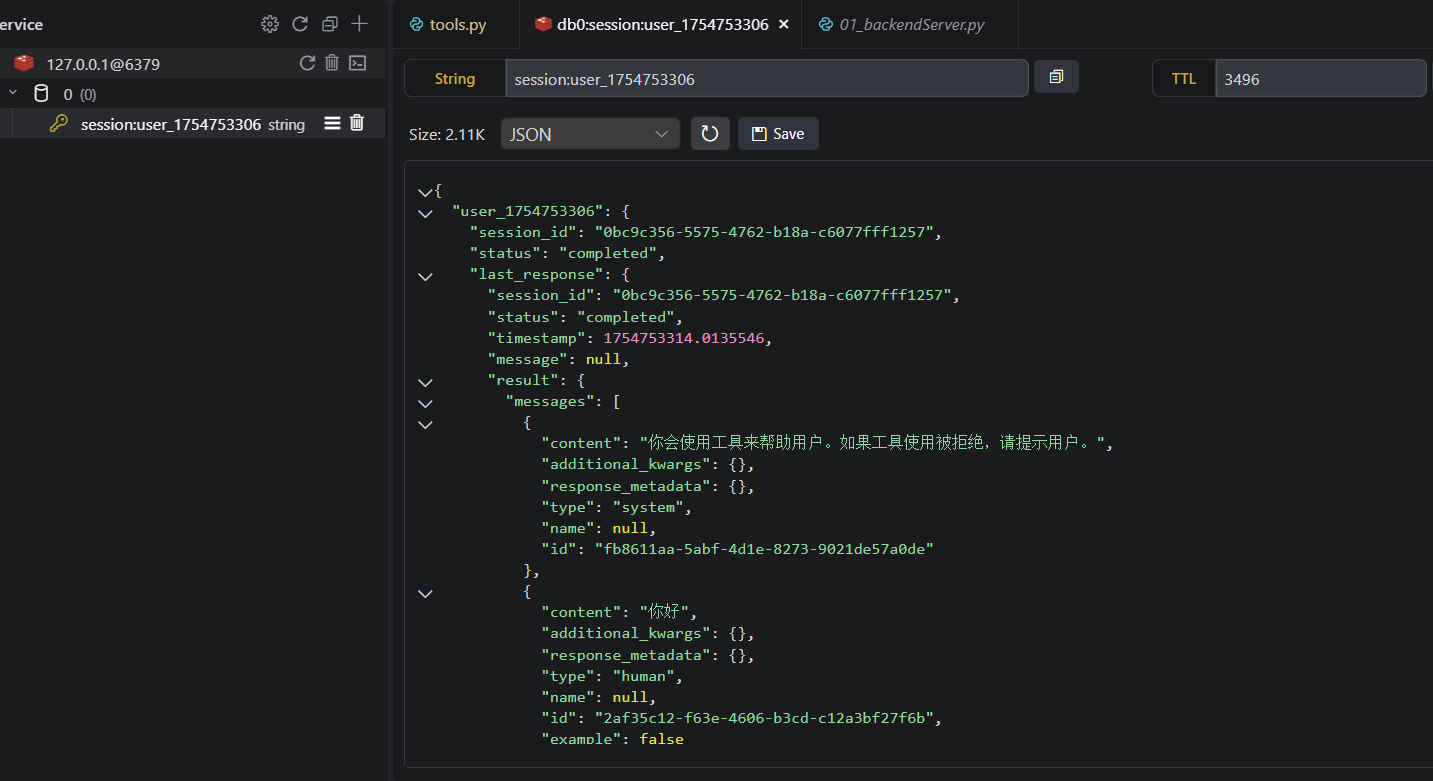 ervice
tools.py
db0:session:user_1754753306
01_backendServer.py
127.0.0.1@6379
0 (0)
session:user_1754753306 string
String session:user_1754753306
TTL 3496
Size: 2.11K JSON Save
{
"user_1754753306": {
"session_id": "0bc9c356-5575-4762-b18a-c6077fff1257",
"status": "completed",
"last_response": {
"session_id": "0bc9c356-5575-4762-b18a-c6077fff1257",
"status": "completed",
"timestamp": 1754753314.0135546,
"message": null,
"result": {
"messages": [
{
"content": "你会使用工具来帮助用户。如果工具使用被拒绝，请提示用户。",
"additional_kwargs": {},
"response_metadata": {},
"type": "system",
"name": null,
"id": "fb8611aa-5abf-4d1e-8273-9021de57a0de"
},
{
"content": "你好",
"additional_kwargs": {},
"response_metadata": {},
"type": "human",
"name": null,
"id": "2af35c12-f63e-4606-b3cd-c12a3bf27f6b",
"example": false